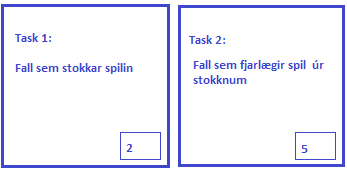 Task 1:
Fall sem stokkar spilin
2
Task 2:
Fall sem fjarlægir spil  úr
stokknum
5